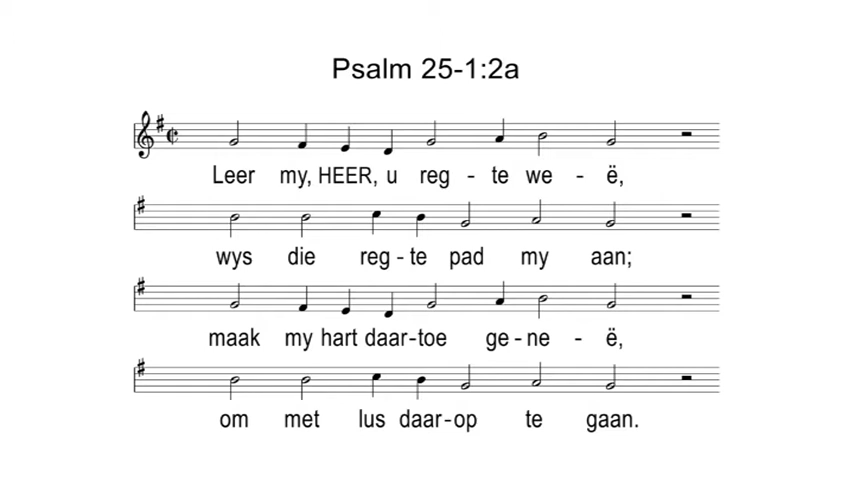 Psalm 25-1:2a
Leer my, HEER, u reg - te we - ë,
wys die reg - te pad my aan;
maak my hart daar-toe ge - ne - ë,
om met lus daar-op te gaan.